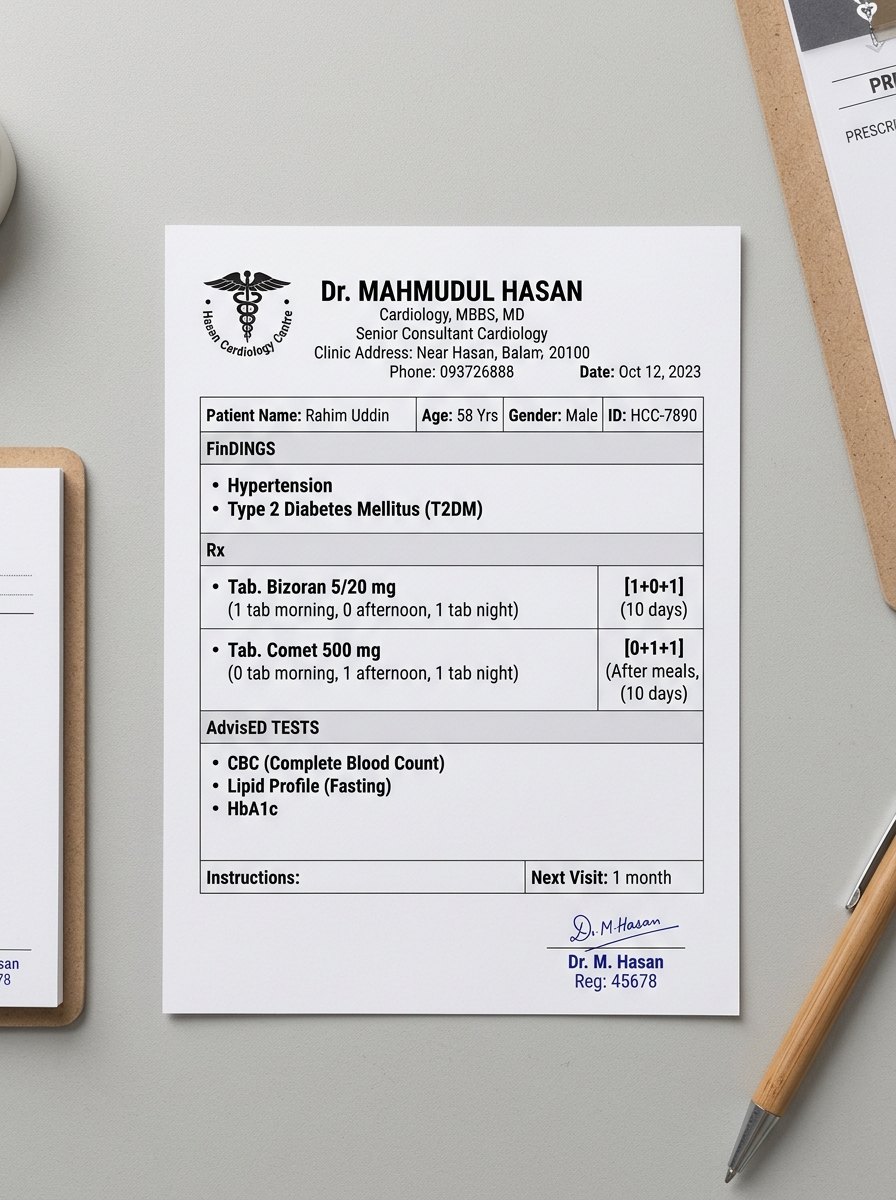 Dr. MAHMUDUL HASAN
Hasan Cardiology Centre
Cardiology, MBBS, MD
Senior Consultant Cardiology
Clinic Address: Near Hasan, Balam, 20100
Phone: 093726888
Date: Oct 12, 2023
Patient Name: Rahim Uddin
Age: 58 Yrs
Gender: Male
ID: HCC-7890
FinDINGS
• Hypertension
• Type 2 Diabetes Mellitus (T2DM)
Rx
• Tab. Bizoran 5/20 mg
(1 tab morning, 0 afternoon, 1 tab night)
[1+0+1]
(10 days)
• Tab. Comet 500 mg
(0 tab morning, 1 afternoon, 1 tab night)
[0+1+1]
(After meals,
(10 days)
AdvisED TESTS
• CBC (Complete Blood Count)
• Lipid Profile (Fasting)
• HbA1c
Instructions:
Next Visit: 1 month
Dr. M. Hasan
Dr. M. Hasan
Reg: 45678
san
78
PRE
PRESCRI